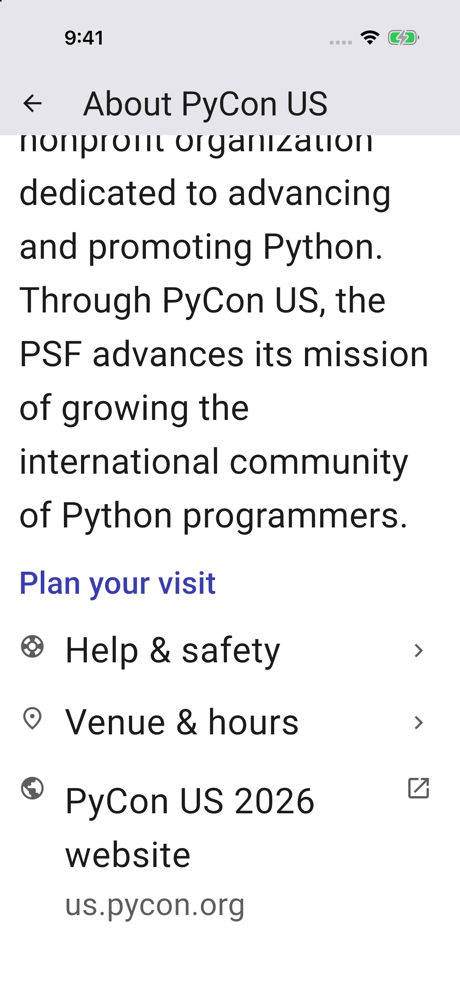 9:41
About PyCon US
nonprofit organization
dedicated to advancing
and promoting Python.
Through PyCon US, the
PSF advances its mission
of growing the
international community
of Python programmers.
Plan your visit
Help & safety
Venue & hours
PyCon US 2026
website
us.pycon.org